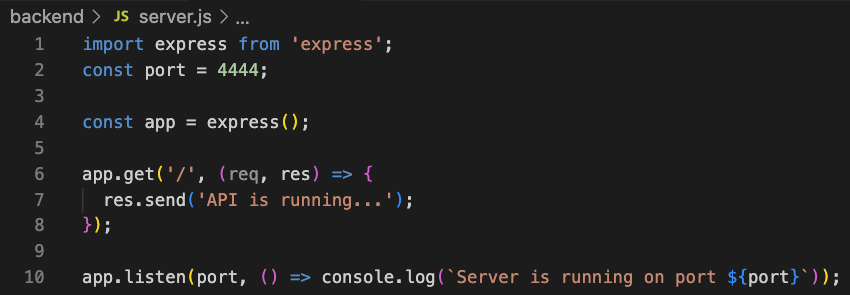 backend > JS server.js > ...
1 import express from 'express';
2 const port = 4444;
3
4 const app = express();
5
6 app.get('/', (req, res) => {
7   res.send('API is running...');
8 });
9
10 app.listen(port, () => console.log(`Server is running on port ${port}`));